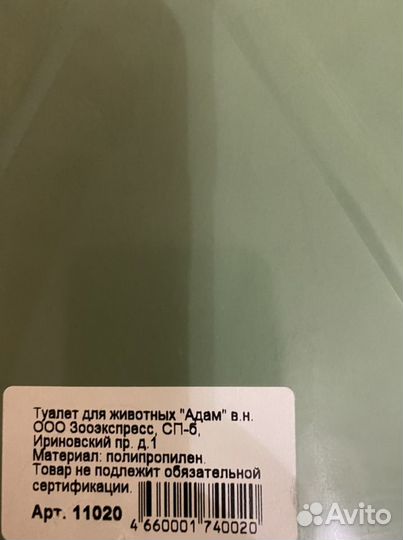 Туалет для животных "Адам" в.н.
ООО Зооэкспресс, СП-б,
Ириновский пр. д.1
Материал: полипропилен.
Товар не подлежит обязательной
сертификации.
Арт. 11020
4 660001 740020
Avito